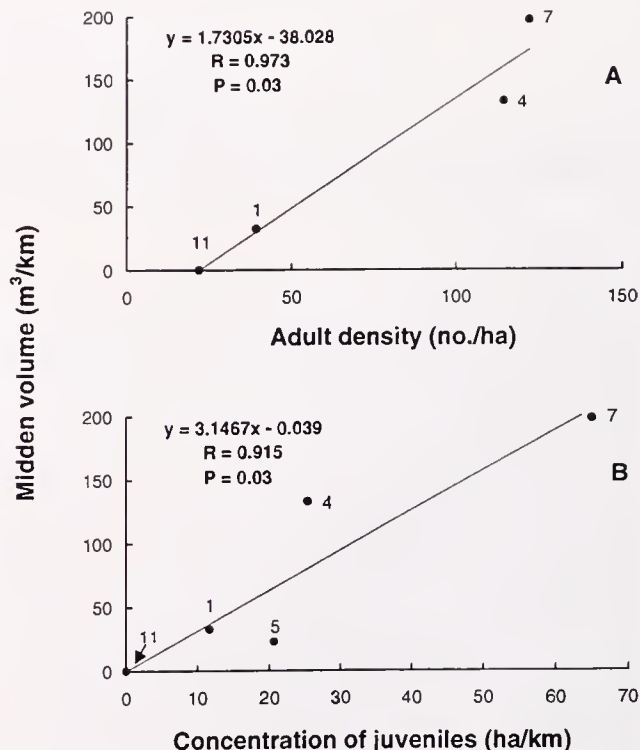 Midden volume (m³/km)
200
150
100
50
0
y = 1.7305x - 38.028
R = 0.973
P = 0.03
7
A
4
1
11
0
50
100
150
Adult density (no./ha)
200
150
100
50
0
y = 3.1467x - 0.039
R = 0.915
P = 0.03
7
B
4
1
5
11
0
10
20
30
40
50
60
70
Concentration of juveniles (ha/km)